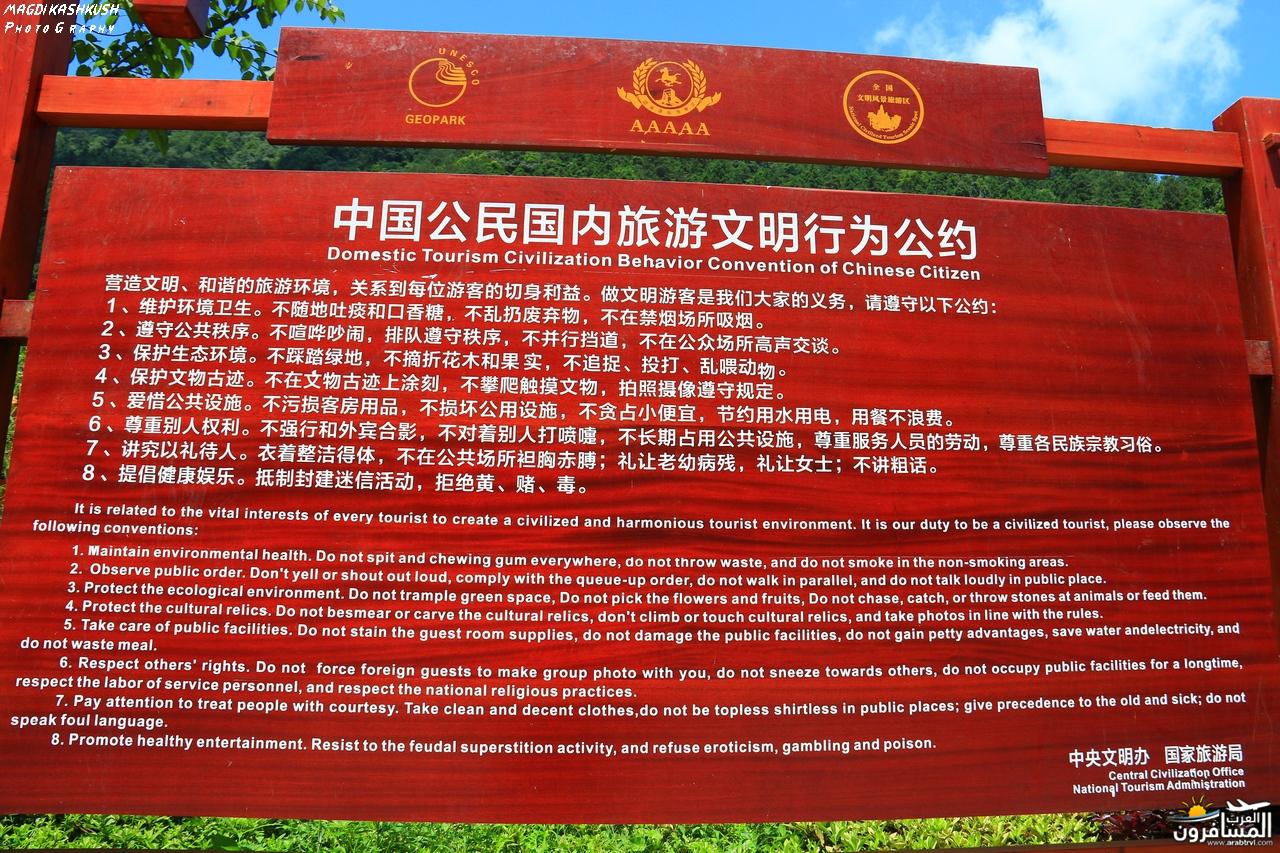 MAGDI KASHKUSH
PHOTOGRAPHY
UNESCO
GEOPARK
AAAAA
全国
文明风景旅游区
National Civilized Tourism Scenic Spot
中国公民国内旅游文明行为公约
Domestic Tourism Civilization Behavior Convention of Chinese Citizen
营造文明、和谐的旅游环境，关系到每位游客的切身利益。做文明游客是我们大家的义务，请遵守以下公约：
1、维护环境卫生。不随地吐痰和口香糖，不乱扔废弃物，不在禁烟场所吸烟。
2、遵守公共秩序。不喧哗吵闹，排队遵守秩序，不并行挡道，不在公众场所高声交谈。
3、保护生态环境。不踩踏绿地，不摘折花木和果实，不追捉、投打、乱喂动物。
4、保护文物古迹。不在文物古迹上涂刻，不攀爬触摸文物，拍照摄像遵守规定。
5、爱惜公共设施。不污损客房用品，不损坏公用设施，不贪占小便宜，节约用水用电，用餐不浪费。
6、尊重别人权利。不强行和外宾合影，不对着别人打喷嚏，不长期占用公共设施，尊重服务人员的劳动，尊重各民族宗教习俗。
7、讲究以礼待人。衣着整洁得体，不在公共场所袒胸赤膊；礼让老幼病残，礼让女士；不讲粗话。
8、提倡健康娱乐。抵制封建迷信活动，拒绝黄、赌、毒。
It is related to the vital interests of every tourist to create a civilized and harmonious tourist environment. It is our duty to be a civilized tourist, please observe the
following conventions:
1. Maintain environmental health. Do not spit and chewing gum everywhere, do not throw waste, and do not smoke in the non-smoking areas.
2. Observe public order. Don't yell or shout out loud, comply with the queue-up order, do not walk in parallel, and do not talk loudly in public place.
3. Protect the ecological environment. Do not trample green space, Do not pick the flowers and fruits, Do not chase, catch, or throw stones at animals or feed them.
4. Protect the cultural relics. Do not besmear or carve the cultural relics, don't climb or touch cultural relics, and take photos in line with the rules.
5. Take care of public facilities. Do not stain the guest room supplies, do not damage the public facilities, do not gain petty advantages, save water andelectricity, and
do not waste meal.
6. Respect others' rights. Do not force foreign guests to make group photo with you, do not sneeze towards others, do not occupy public facilities for a longtime,
respect the labor of service personnel, and respect the national religious practices.
7. Pay attention to treat people with courtesy. Take clean and decent clothes,do not be topless shirtless in public places; give precedence to the old and sick; do not
speak foul language.
8. Promote healthy entertainment. Resist to the feudal superstition activity, and refuse eroticism, gambling and poison.
中央文明办 国家旅游局
Central Civilization Office
National Tourism Administration
العرب
المسافرون
www.arabtrvl.com